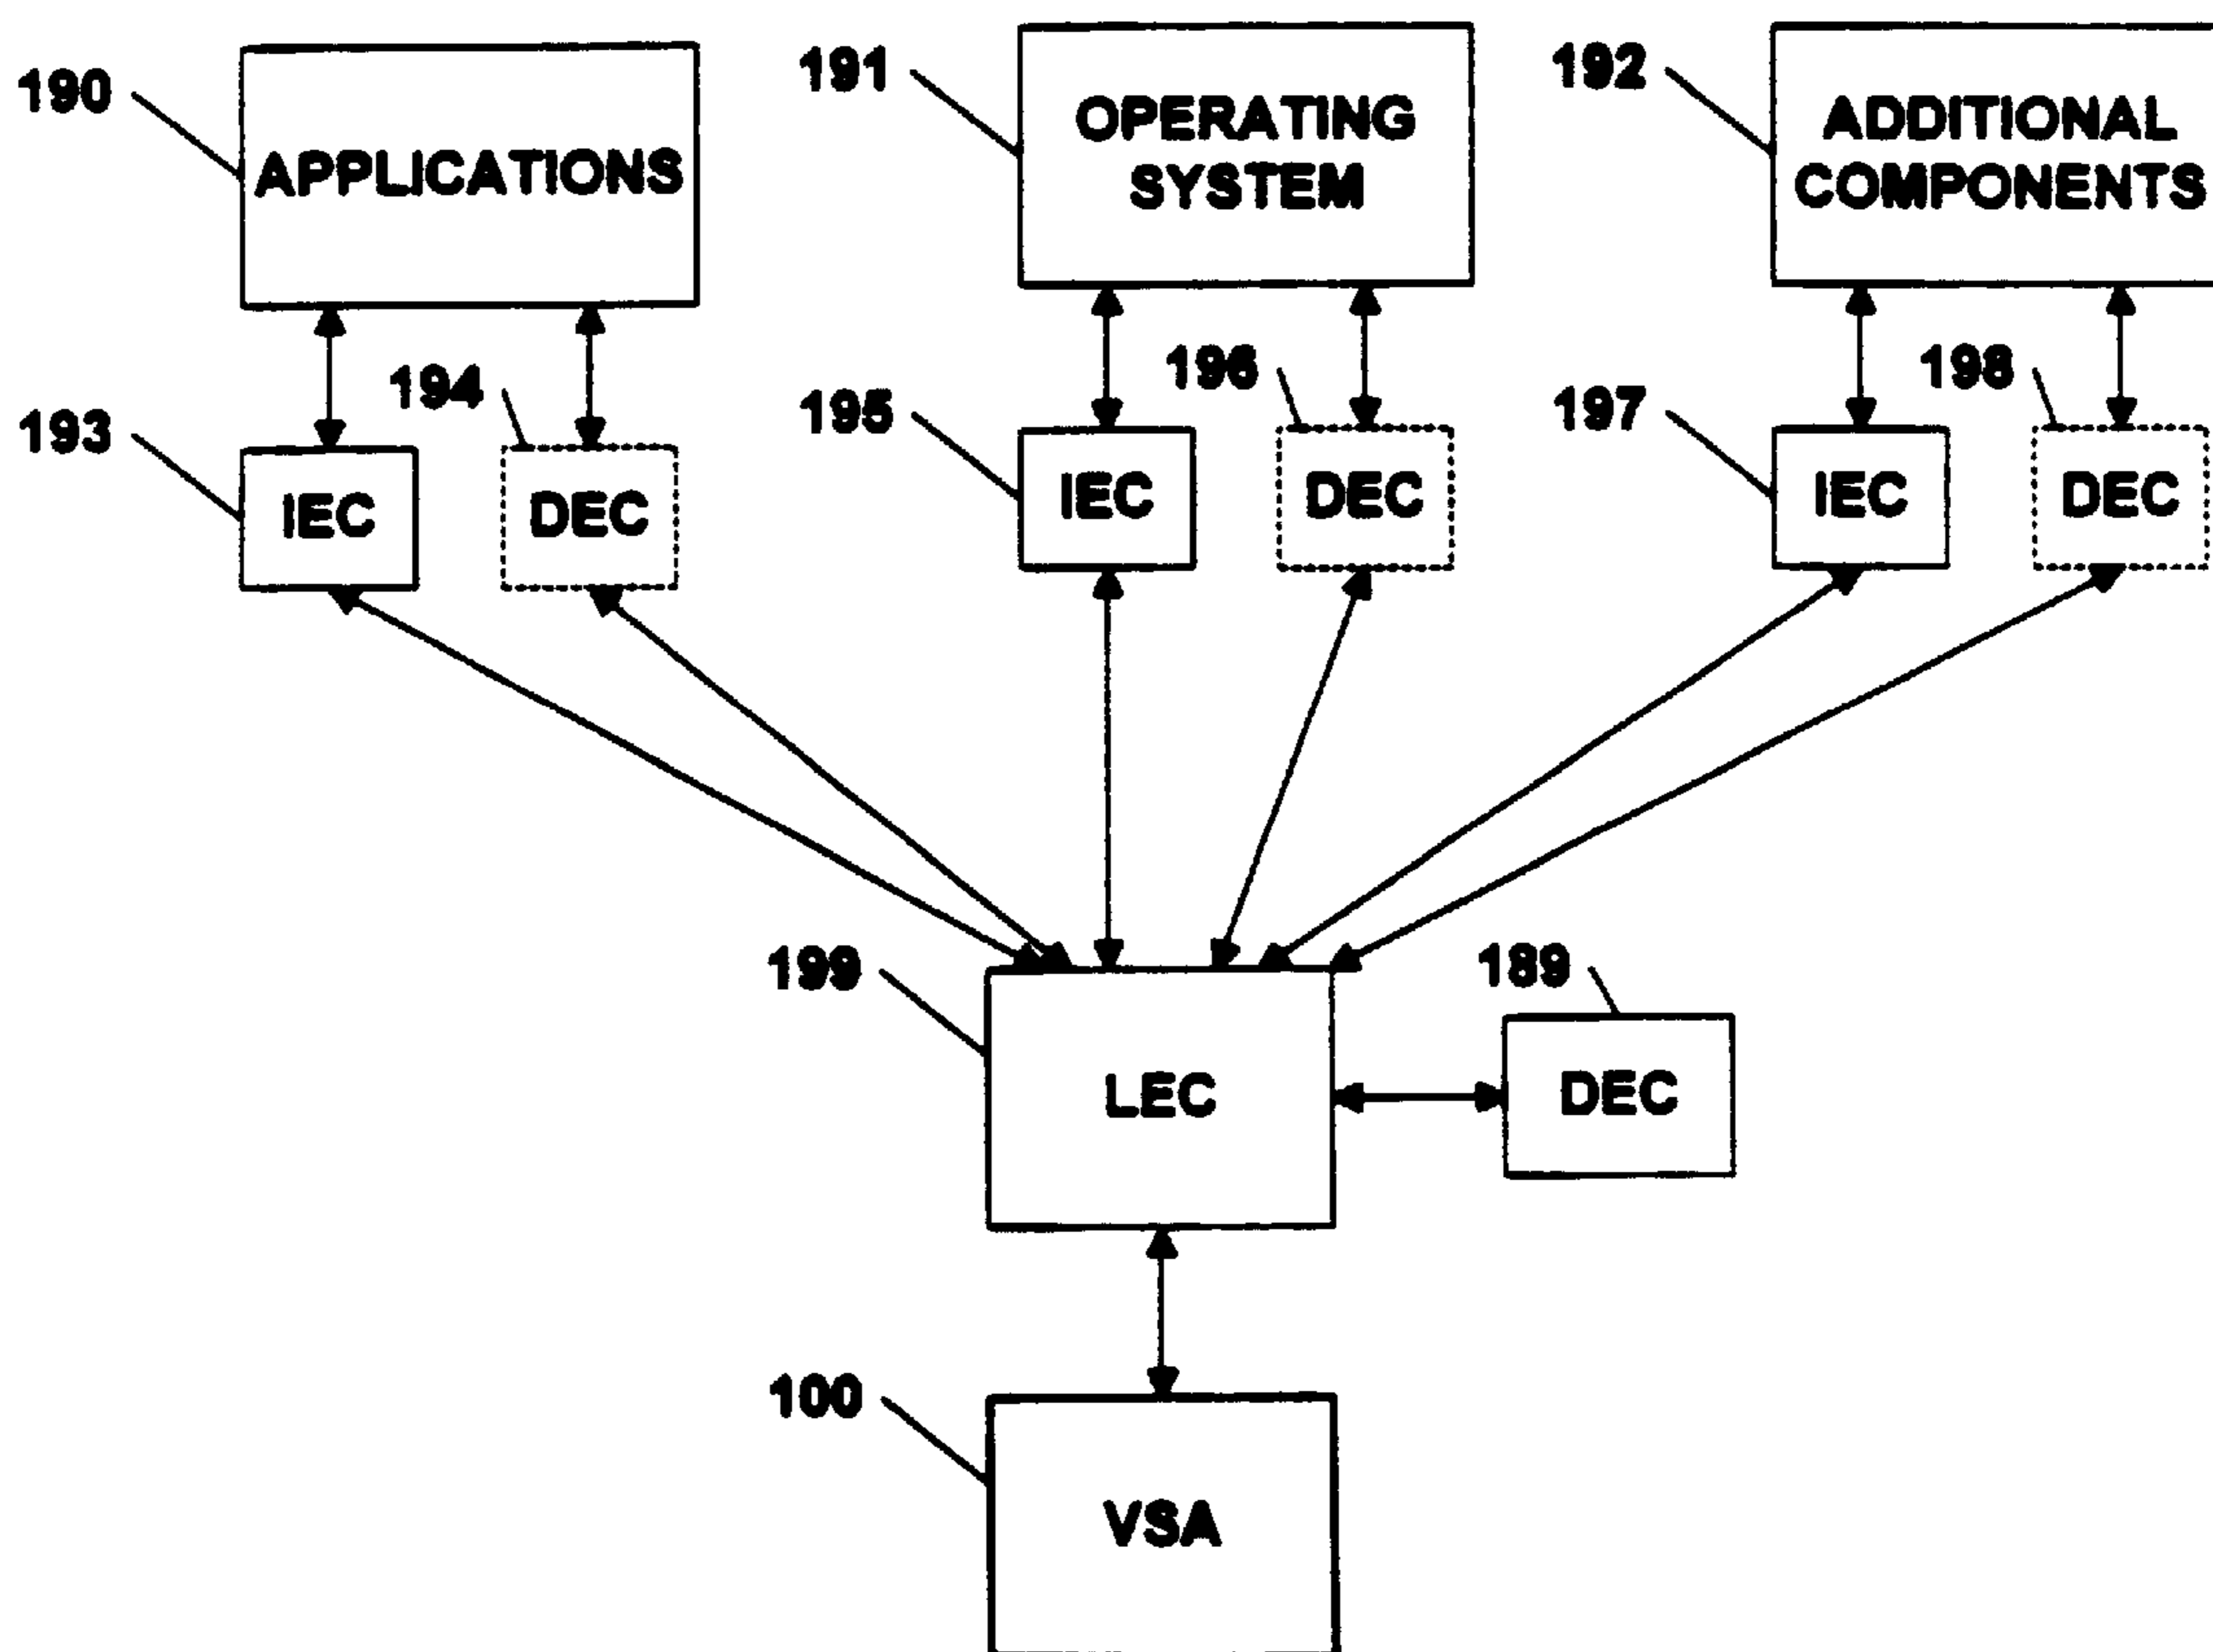 190
APPLICATIONS
191
OPERATING
SYSTEM
192
ADDITIONAL
COMPONENTS
193
IEC
194
DEC
195
IEC
196
DEC
197
IEC
198
DEC
199
LEC
189
DEC
100
VSA